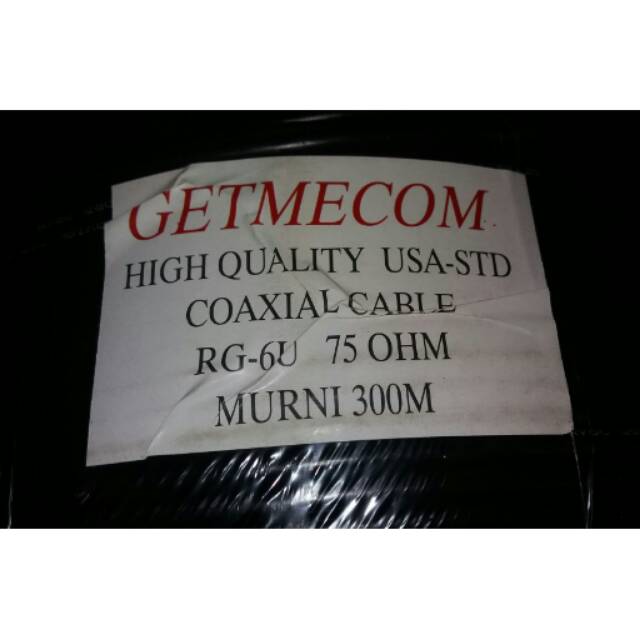 GETMECOM
HIGH QUALITY USA-STD
COAXIAL CABLE
RG-6U 75 OHM
MURNI 300M